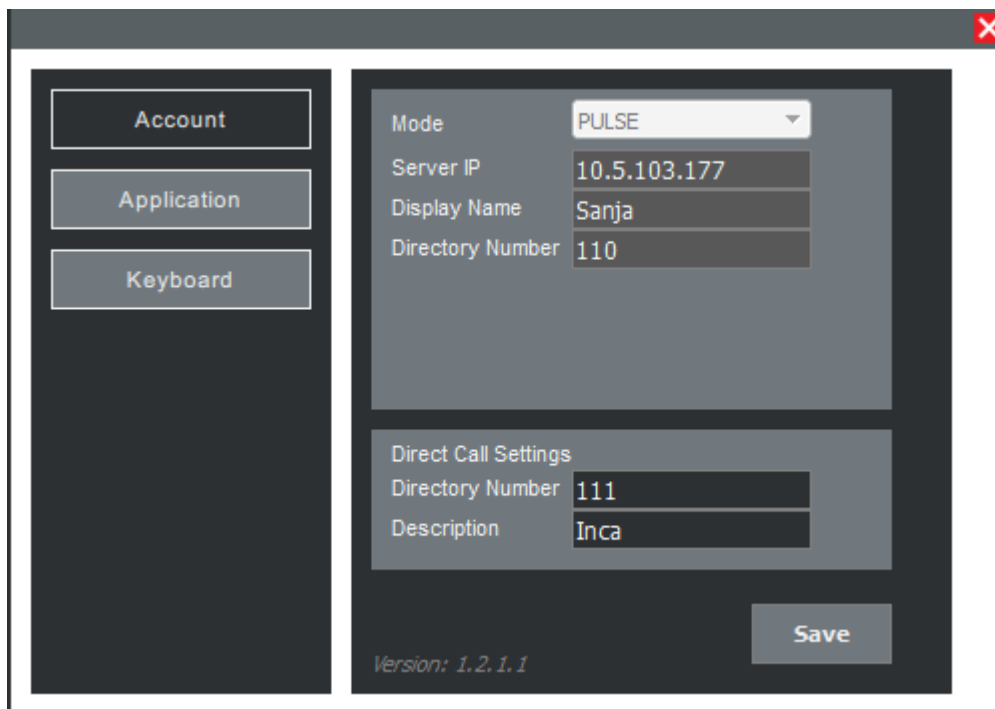 Account
Application
Keyboard
Mode PULSE
Server IP 10.5.103.177
Display Name Sanja
Directory Number 110
Direct Call Settings
Directory Number 111
Description Inca
Save
Version: 1.2.1.1